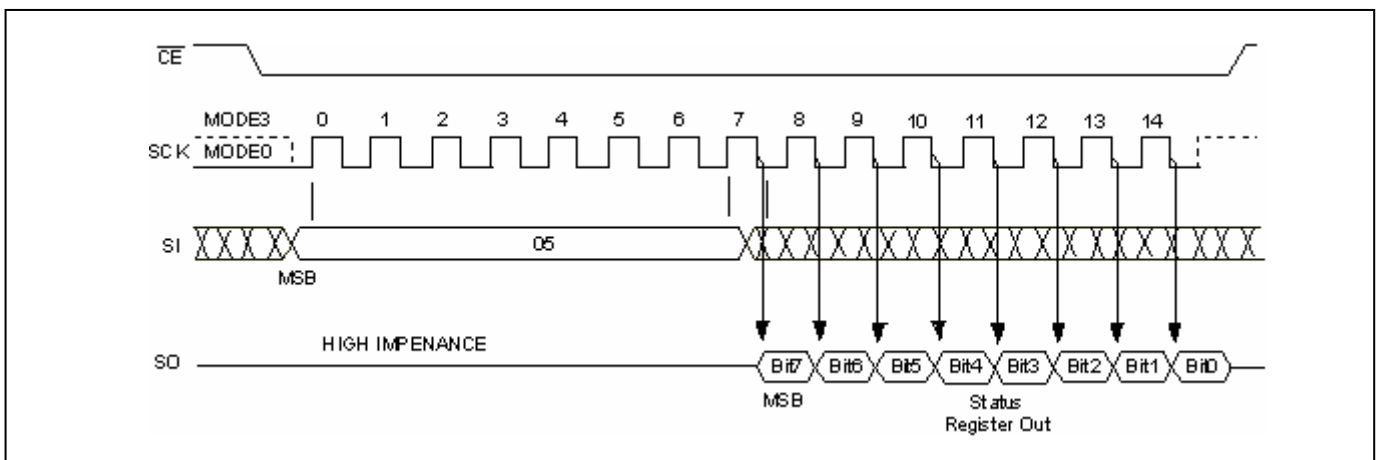 CE
MODE3 0 1 2 3 4 5 6 7 8 9 10 11 12 13 14
SCK MODE0
SI 05
MSB
HIGH IMPENANCE
SO Bit7 Bit6 Bit5 Bit4 Bit3 Bit2 Bit1 Bit0
MSB Status
Register Out